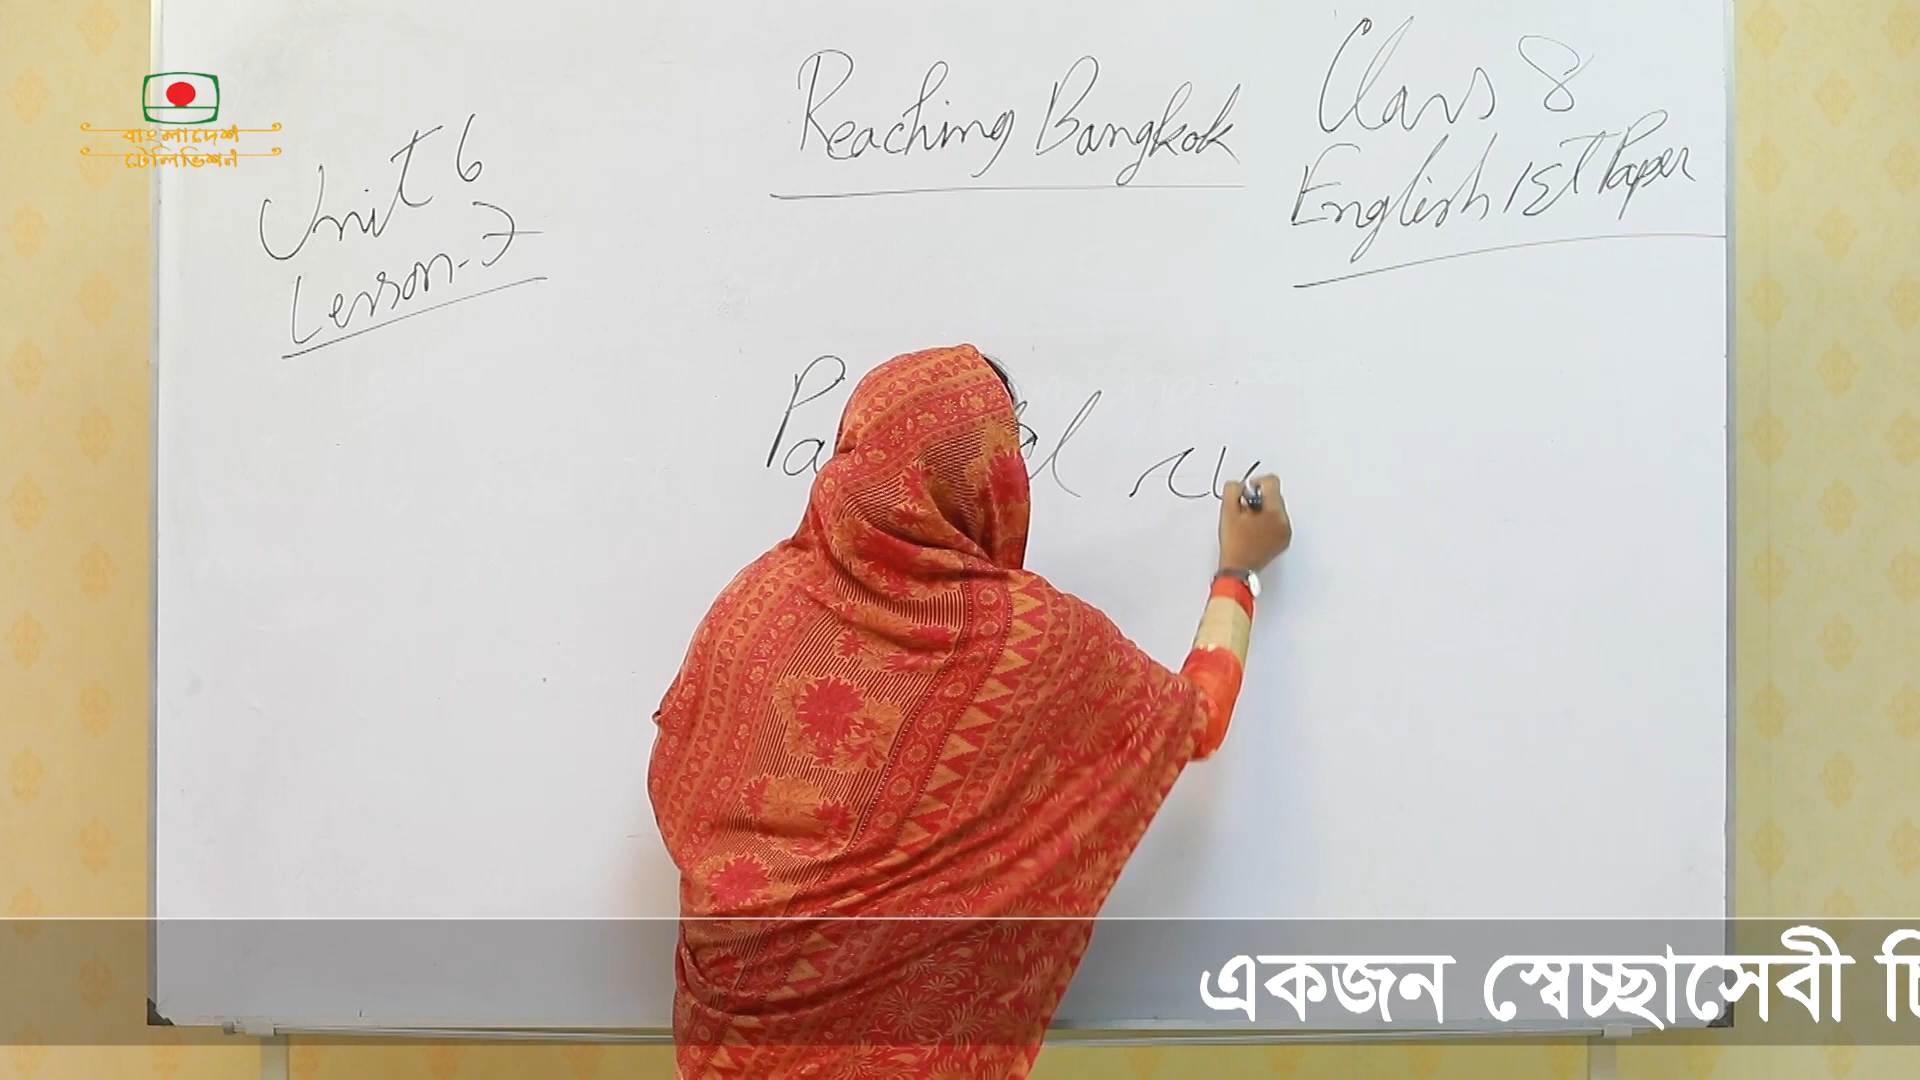 বাংলাদেশ
টেলিভিশন
Unit 6
Lesson-7
Reaching Bangkok
Class 8
English 1st Paper
একজন স্বেচ্ছাসেবী চি